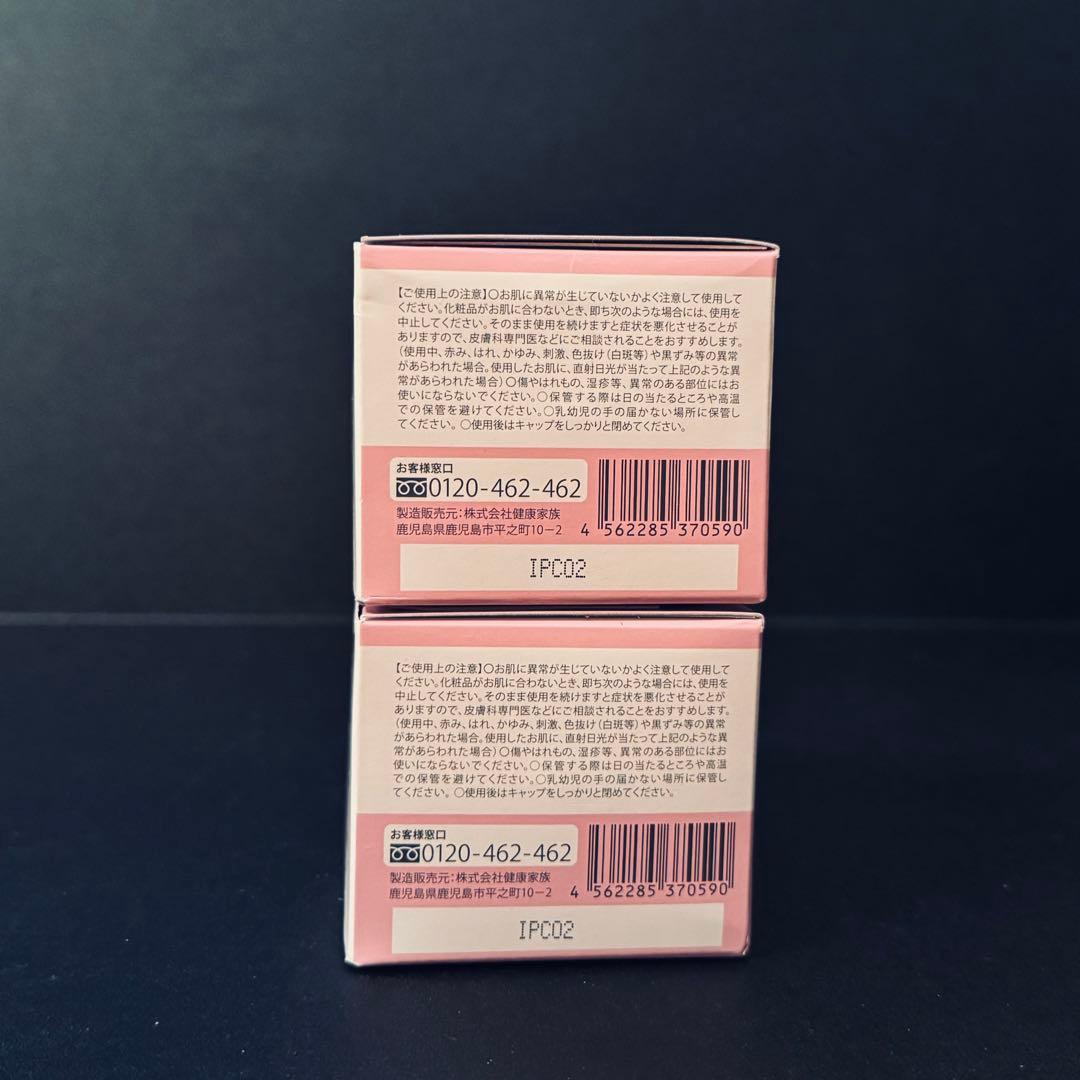 【ご使用上の注意】○お肌に異常が生じていないかよく注意して使用して
ください。化粧品がお肌に合わないとき、即ち次のような場合には、使用を
中止してください。そのまま使用を続けますと症状を悪化させることが
ありますので、皮膚科専門医などにご相談されることをおすすめします。
（使用中、赤み、はれ、かゆみ、刺激、色抜け（白斑等）や黒ずみ等の異常
があらわれた場合。使用したお肌に、直射日光が当たって上記のような異
常があらわれた場合）○傷やはれもの、湿疹等、異常のある部位にはお
使いにならないでください。○保管する際は日の当たるところや高温
での保管を避けてください。○乳幼児の手の届かない場所に保管し
てください。○使用後はキャップをしっかりと閉めてください。
お客様窓口
0120-462-462
製造販売元：株式会社健康家族
鹿児島県鹿児島市平之町10－2
4 562285 370590
IPC02
【ご使用上の注意】○お肌に異常が生じていないかよく注意して使用して
ください。化粧品がお肌に合わないとき、即ち次のような場合には、使用を
中止してください。そのまま使用を続けますと症状を悪化させることが
ありますので、皮膚科専門医などにご相談されることをおすすめします。
（使用中、赤み、はれ、かゆみ、刺激、色抜け（白斑等）や黒ずみ等の異常
があらわれた場合。使用したお肌に、直射日光が当たって上記のような異
常があらわれた場合）○傷やはれもの、湿疹等、異常のある部位にはお
使いにならないでください。○保管する際は日の当たるところや高温
での保管を避けてください。○乳幼児の手の届かない場所に保管し
てください。○使用後はキャップをしっかりと閉めてください。
お客様窓口
0120-462-462
製造販売元：株式会社健康家族
鹿児島県鹿児島市平之町10－2
4 562285 370590
IPC02